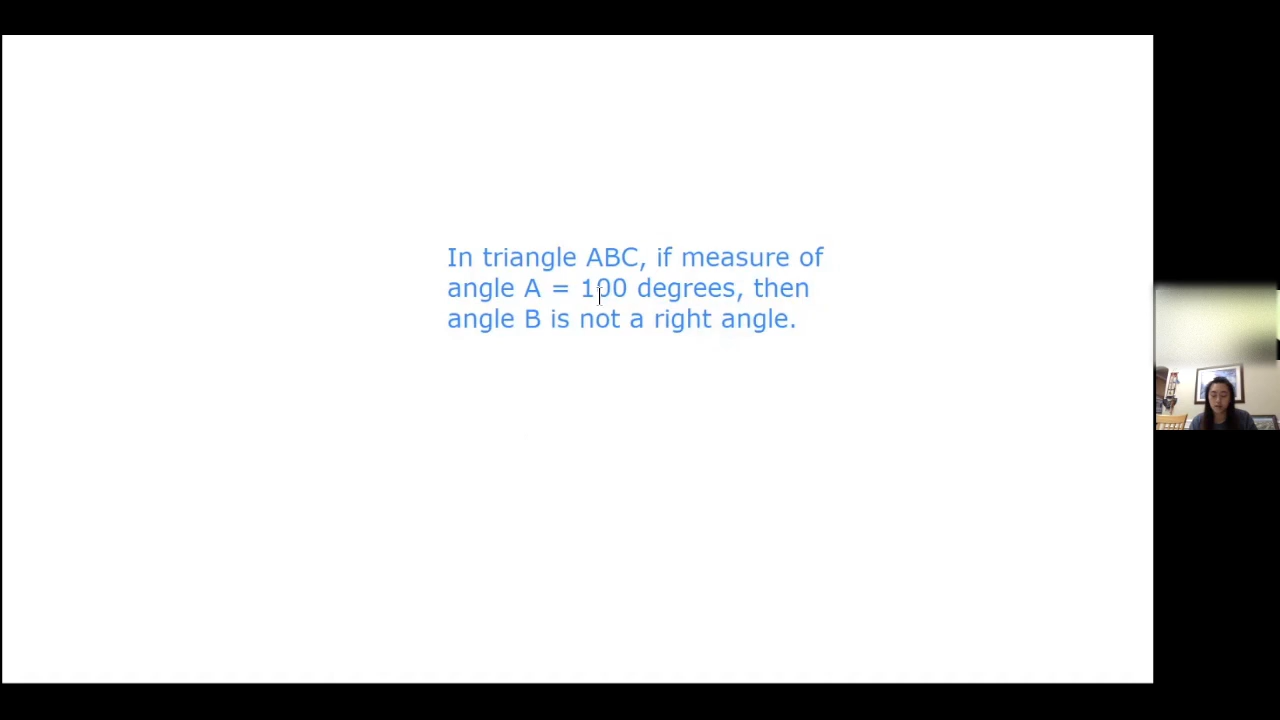 In triangle ABC, if measure of
angle A = 100 degrees, then
angle B is not a right angle.